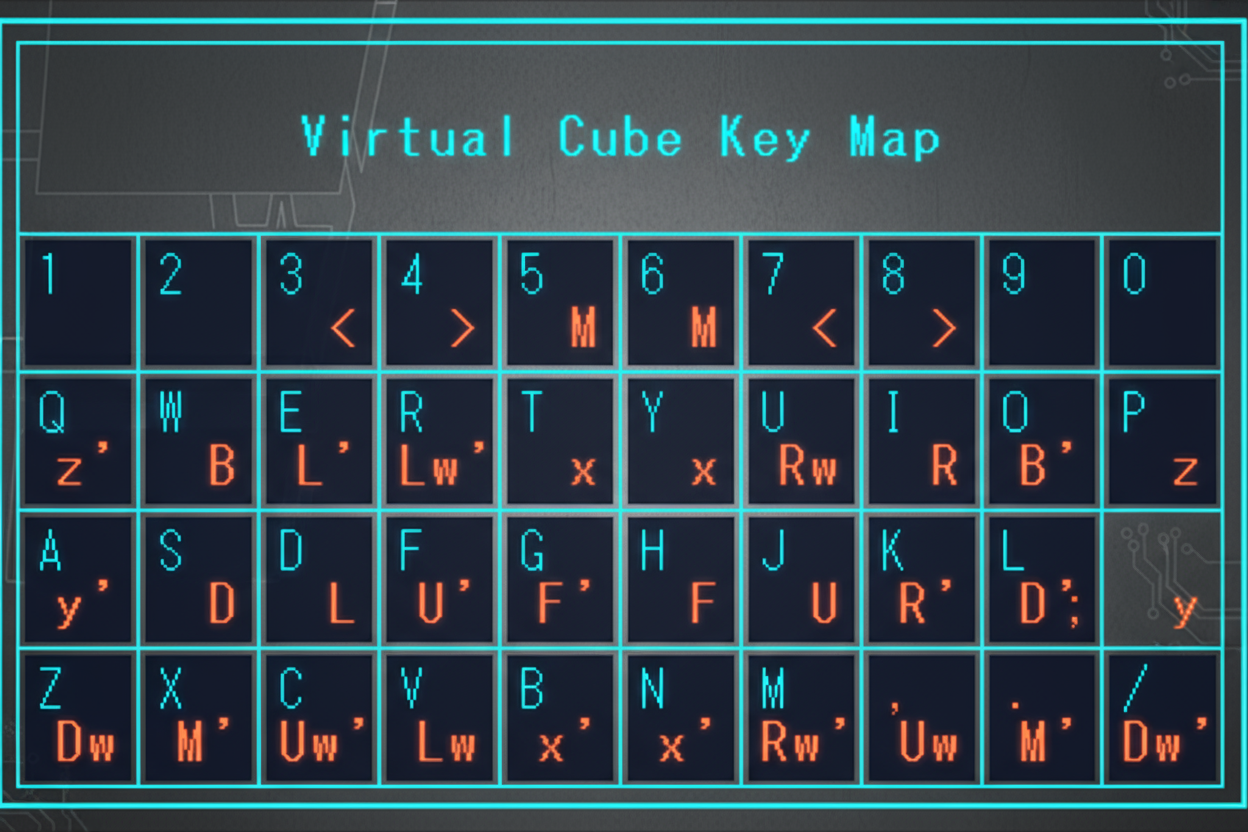 Virtual Cube Key Map
1 2 3 4 5 6 7 8 9 0
< > M M < >
Q W E R T Y U I O P
z’ B L’ Lw’ x x Rw R B’ z
A S D F G H J K L
y’ D L U’ F’ F U R’ D’; y
Z X C V B N M , . /
Dw M’ Uw’ Lw x’ x’ Rw’ Uw M’ Dw’